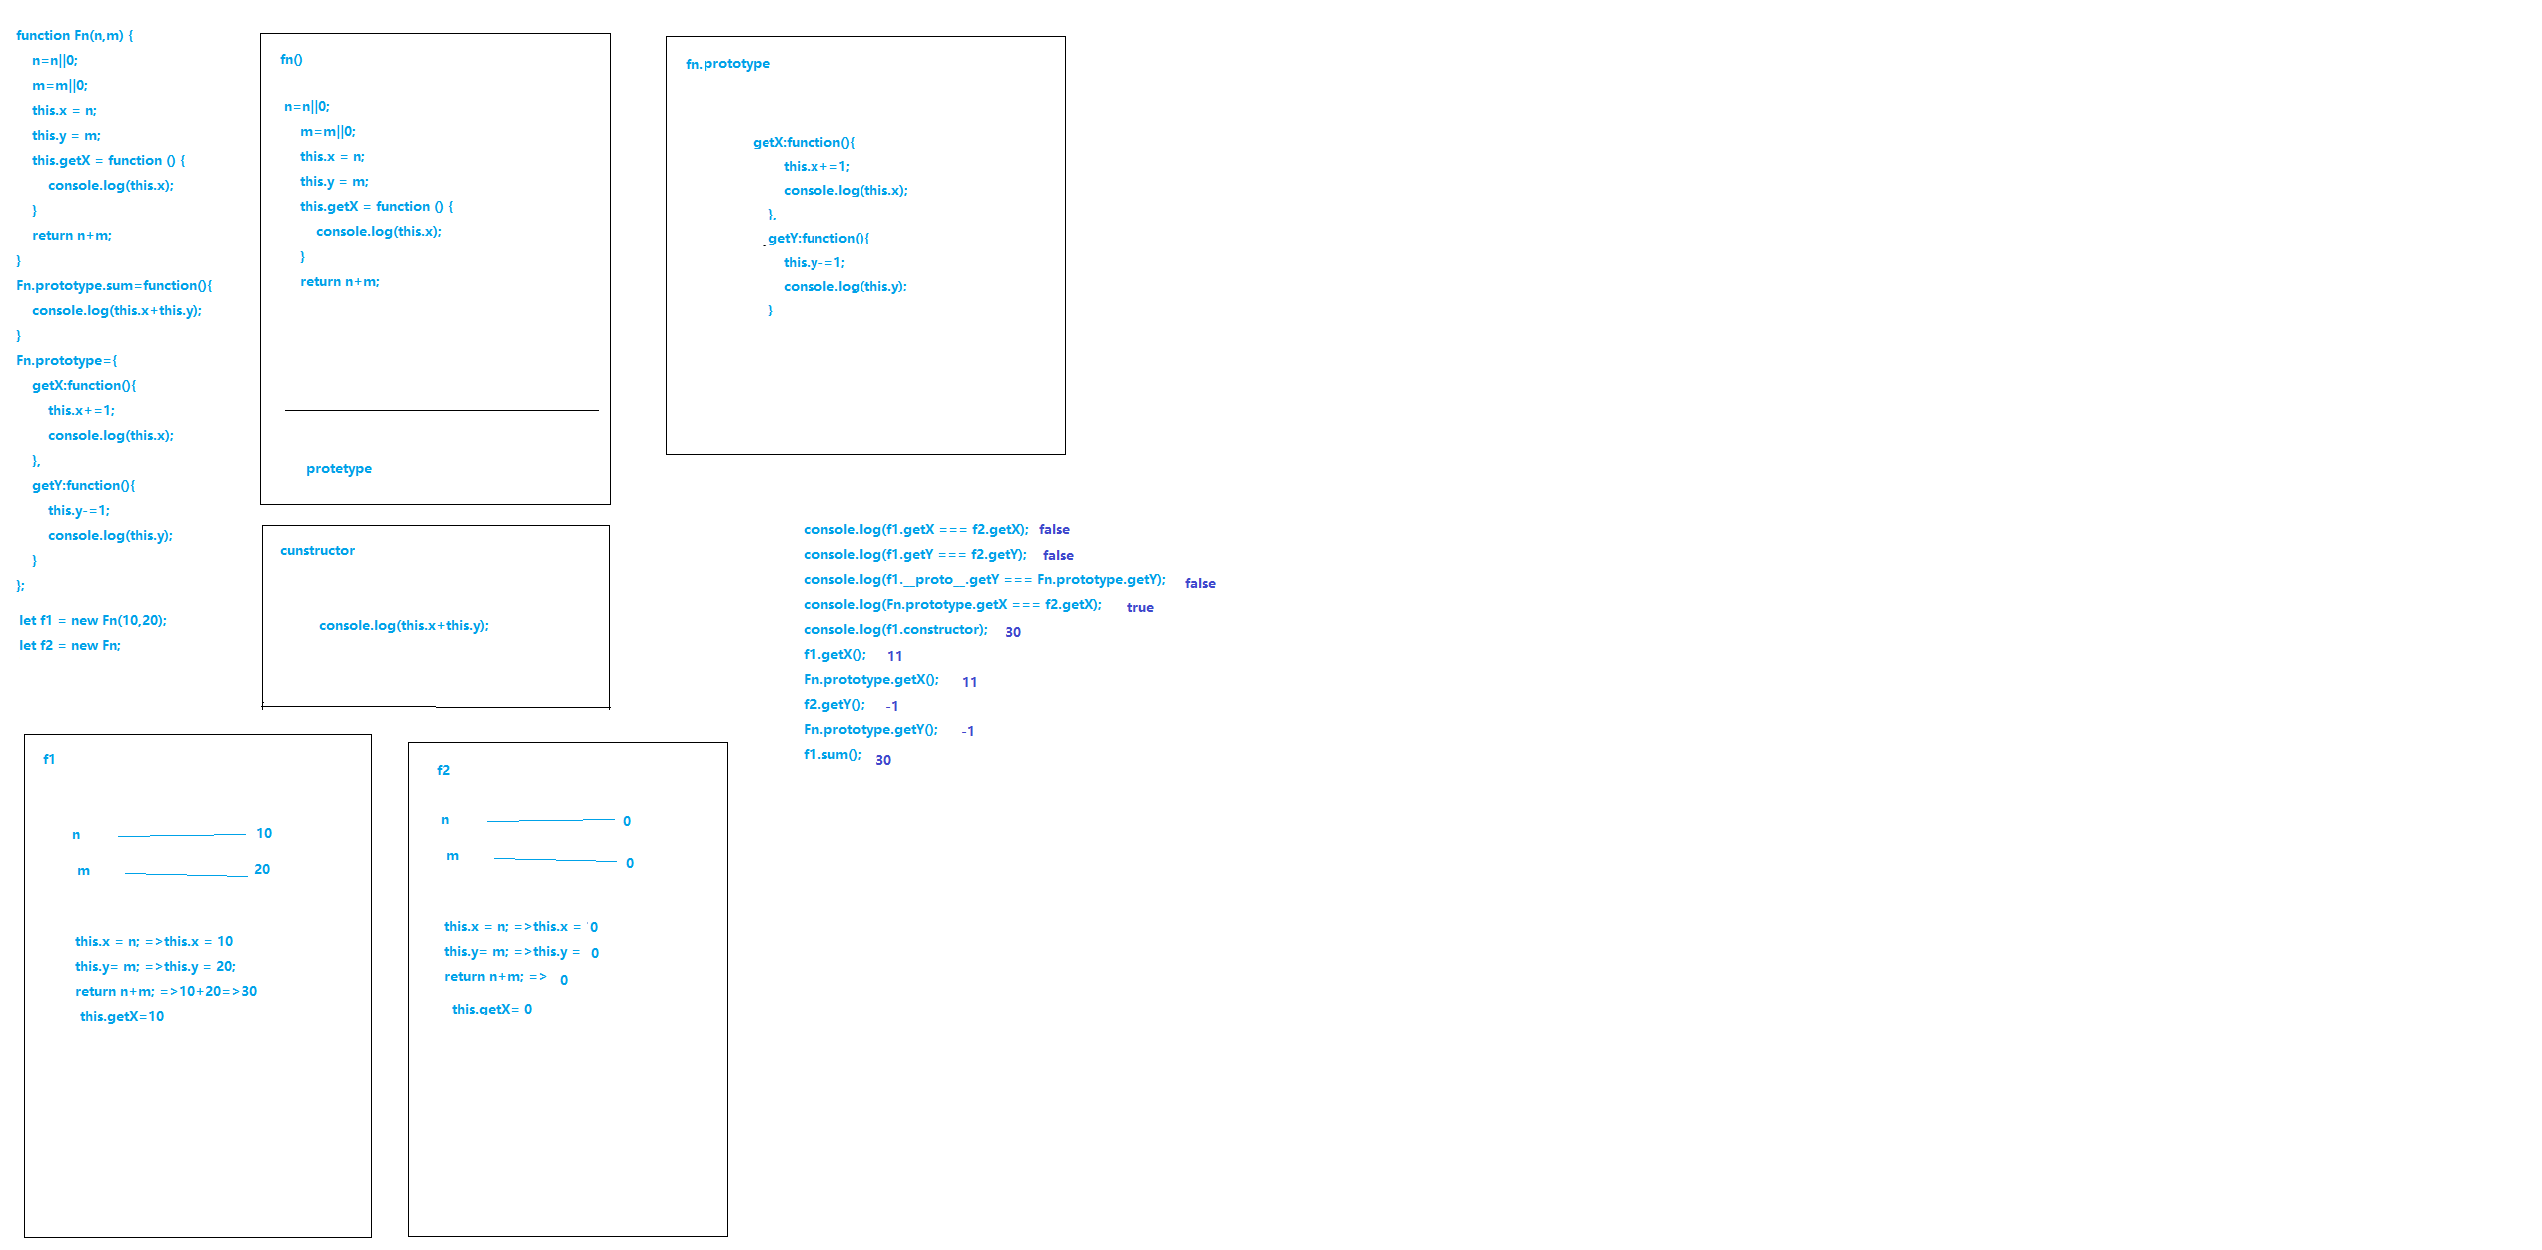 function Fn(n,m) {
n=n||0;
m=m||0;
this.x = n;
this.y = m;
this.getX = function () {
console.log(this.x);
}
return n+m;
}
Fn.prototype.sum=function(){
console.log(this.x+this.y);
}
Fn.prototype={
getX:function(){
this.x+=1;
console.log(this.x);
},
getY:function(){
this.y-=1;
console.log(this.y);
}
};
let f1 = new Fn(10,20);
let f2 = new Fn;
fn()
n=n||0;
m=m||0;
this.x = n;
this.y = m;
this.getX = function () {
console.log(this.x);
}
return n+m;
protetype
cunstructor
console.log(this.x+this.y);
fn.prototype
getX:function(){
this.x+=1;
console.log(this.x);
},
getY:function(){
this.y-=1;
console.log(this.y);
}
console.log(f1.getX === f2.getX); false
console.log(f1.getY === f2.getY); false
console.log(f1.__proto__.getY === Fn.prototype.getY); false
console.log(Fn.prototype.getX === f2.getX); true
console.log(f1.constructor); 30
f1.getX(); 11
Fn.prototype.getX(); 11
f2.getY(); -1
Fn.prototype.getY(); -1
f1.sum(); 30
f1
n 10
m 20
this.x = n; =>this.x = 10
this.y= m; =>this.y = 20;
return n+m; =>10+20=>30
this.getX=10
f2
n 0
m 0
this.x = n; =>this.x = 0
this.y= m; =>this.y = 0
return n+m; => 0
this.getX= 0